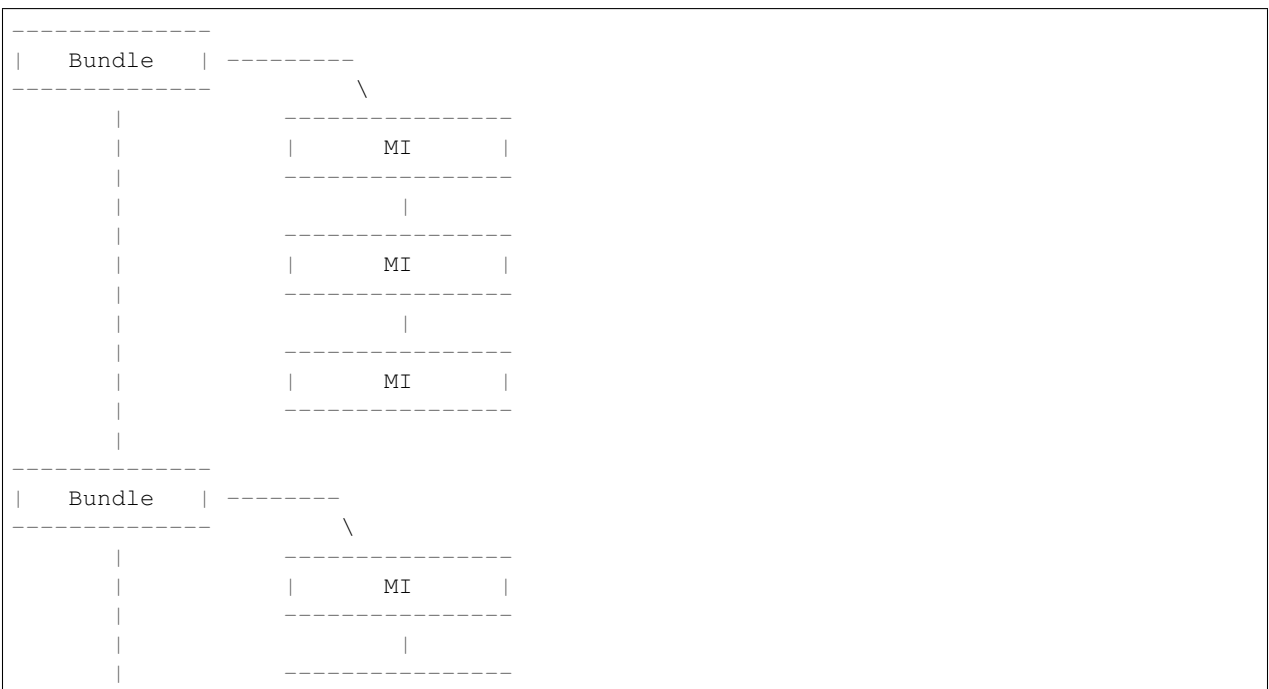 --------------
|   Bundle   | ---------
--------------          \
       |           ----------------
       |           |      MI      |
       |           ----------------
       |                   |
       |           ----------------
       |           |      MI      |
       |           ----------------
       |                   |
       |           ----------------
       |           |      MI      |
       |           ----------------
       |
--------------
|   Bundle   | --------
--------------         \
       |           ----------------
       |           |      MI      |
       |           ----------------
       |                   |
       |           ----------------